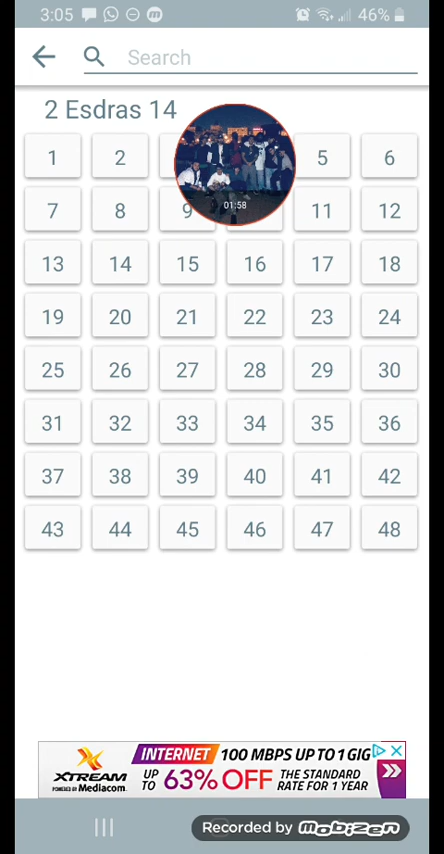 3:05 46%
Search
2 Esdras 14
1 2 5 6
7 8 9 11 12
01:58
13 14 15 16 17 18
19 20 21 22 23 24
25 26 27 28 29 30
31 32 33 34 35 36
37 38 39 40 41 42
43 44 45 46 47 48
INTERNET 100 MBPS UP TO 1 GIG
XTREAM
POWERED BY Mediacom
UP TO 63% OFF THE STANDARD RATE FOR 1 YEAR
Recorded by Mobizen